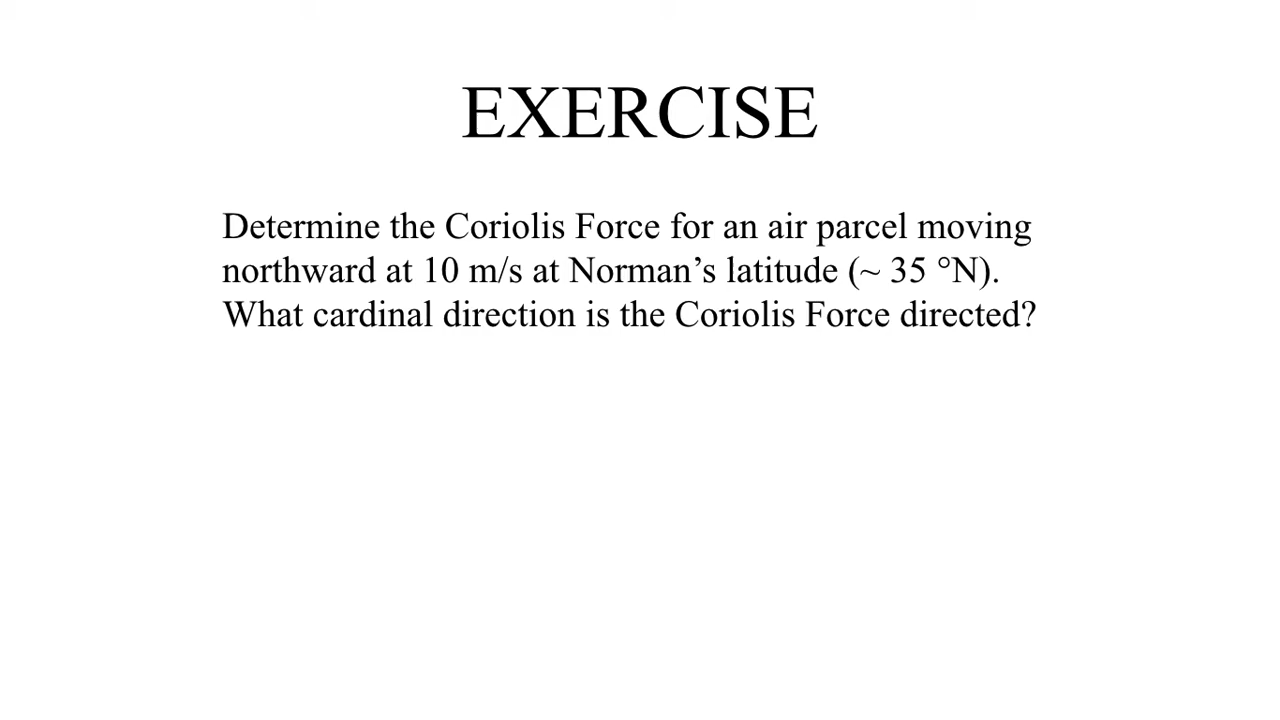 EXERCISE
Determine the Coriolis Force for an air parcel moving
northward at 10 m/s at Norman’s latitude (~ 35 °N).
What cardinal direction is the Coriolis Force directed?